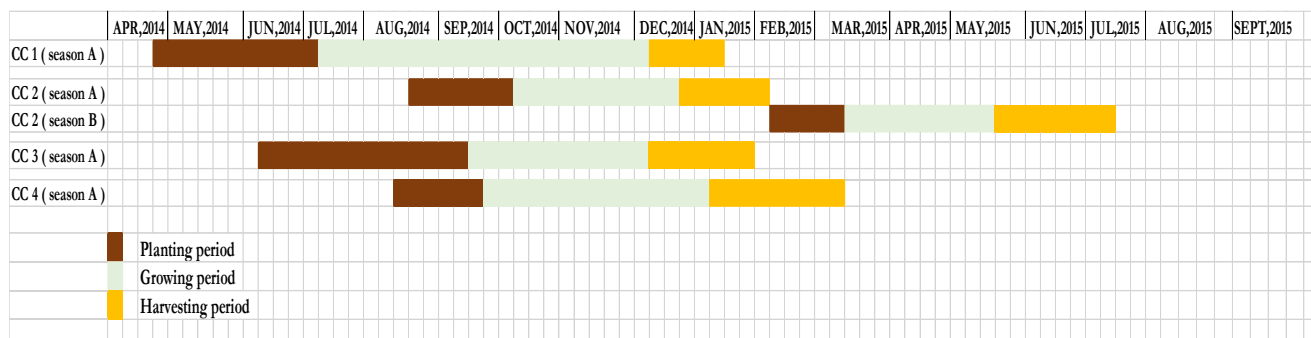 APR,2014 MAY, 2014 JUN,2014 JUL,2014 AUG,2014 SEP,2014 OCT,2014 NOV,2014 DEC,2014 JAN,2015 FEB,2015 MAR,2015 APR,2015 MAY,2015 JUN,2015 JUL,2015 AUG,2015 SEPT,2015
CC 1 ( season A )
CC 2 ( season A )
CC 2 ( season B )
CC 3 ( season A )
CC 4 ( season A )
Planting period
Growing period
Harvesting period